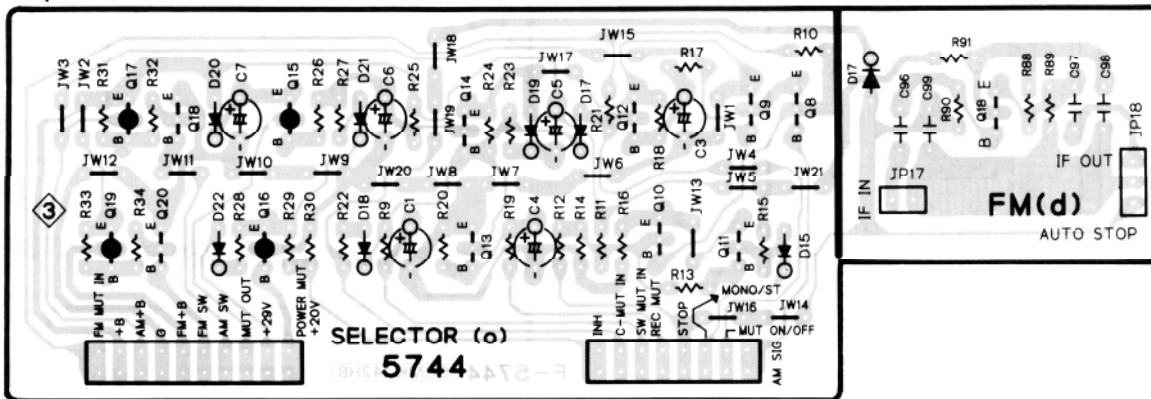 JW3
JW2
R31
Q17
R32
Q18
D20
C7
Q15
R26
R27
D21
C6
R25
JW18
JW19
Q14
R24
R23
D19
JW17
C5
D17
R21
JW15
Q12
R18
R17
C3
JW1
Q9
R10
Q8
E
B
E
B
E
B
E
B
E
B
E
B
JW12
JW11
JW10
JW9
JW20
JW8
JW7
JW6
JW4
JW5
JW21
3
R33
Q19
R34
Q20
D22
R28
Q16
R29
R30
R22
D18
R9
C1
R20
Q13
R19
C4
R12
R14
R11
R16
Q10
JW13
Q11
R15
D15
E
B
E
B
E
B
E
B
E
B
E
B
R13
MONO/ST
JW16
JW14
MUT ON/OFF
FM MUT IN
+B
AM+B
G
FM+B
FM SW
AM SW
MUT OUT
+29V
POWER MUT
+20V
INH
C-MUT IN
SW MUT IN
REC MUT
STOP
AM SIG
SELECTOR (o)
5744
D17
C96
C99
R91
R90
Q18
E
B
R88
R89
C97
C98
JP18
IF OUT
JP17
IF IN
FM(d)
AUTO STOP